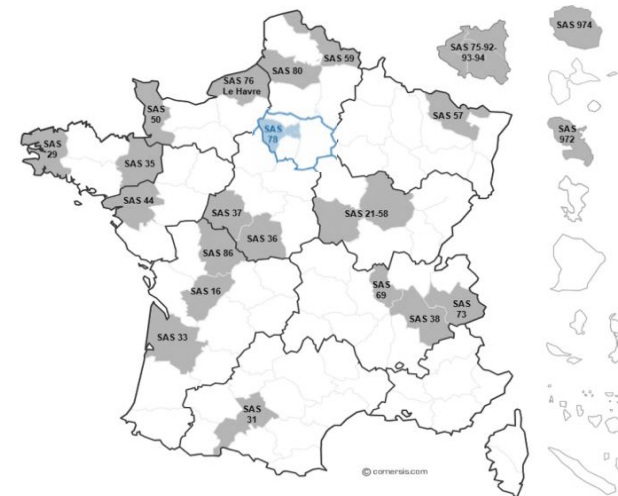 SAS 974
SAS 59
SAS 75-92-
93-94
SAS 80
SAS 76
Le Havre
SAS 57
SAS
50
SAS
78
SAS
972
SAS
29
SAS 35
SAS 44
SAS 37
SAS 21-58
SAS 36
SAS 86
SAS
69
SAS 16
SAS
73
SAS 38
SAS 33
SAS
31
© comersis.com